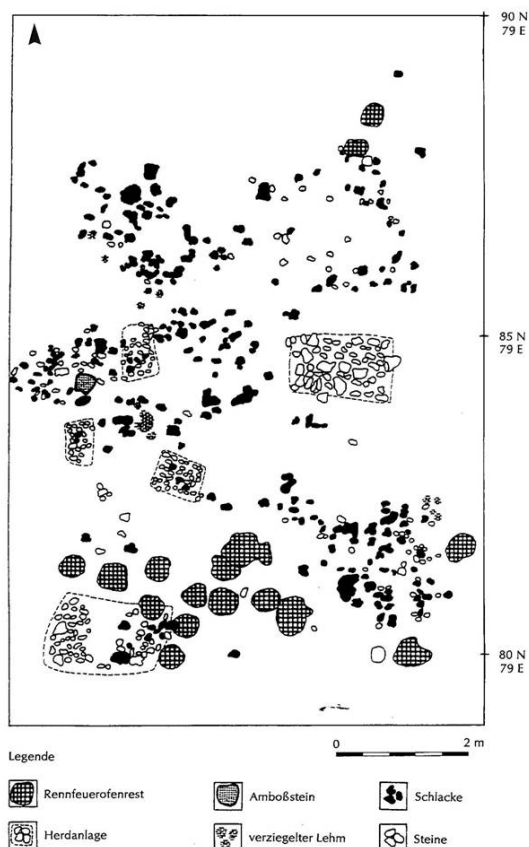 90 N
79 E
85 N
79 E
80 N
79 E
0 2 m
Legende
Rennfeuerofenrest
Amboßstein
Schlacke
Herdanlage
verziegelter Lehm
Steine